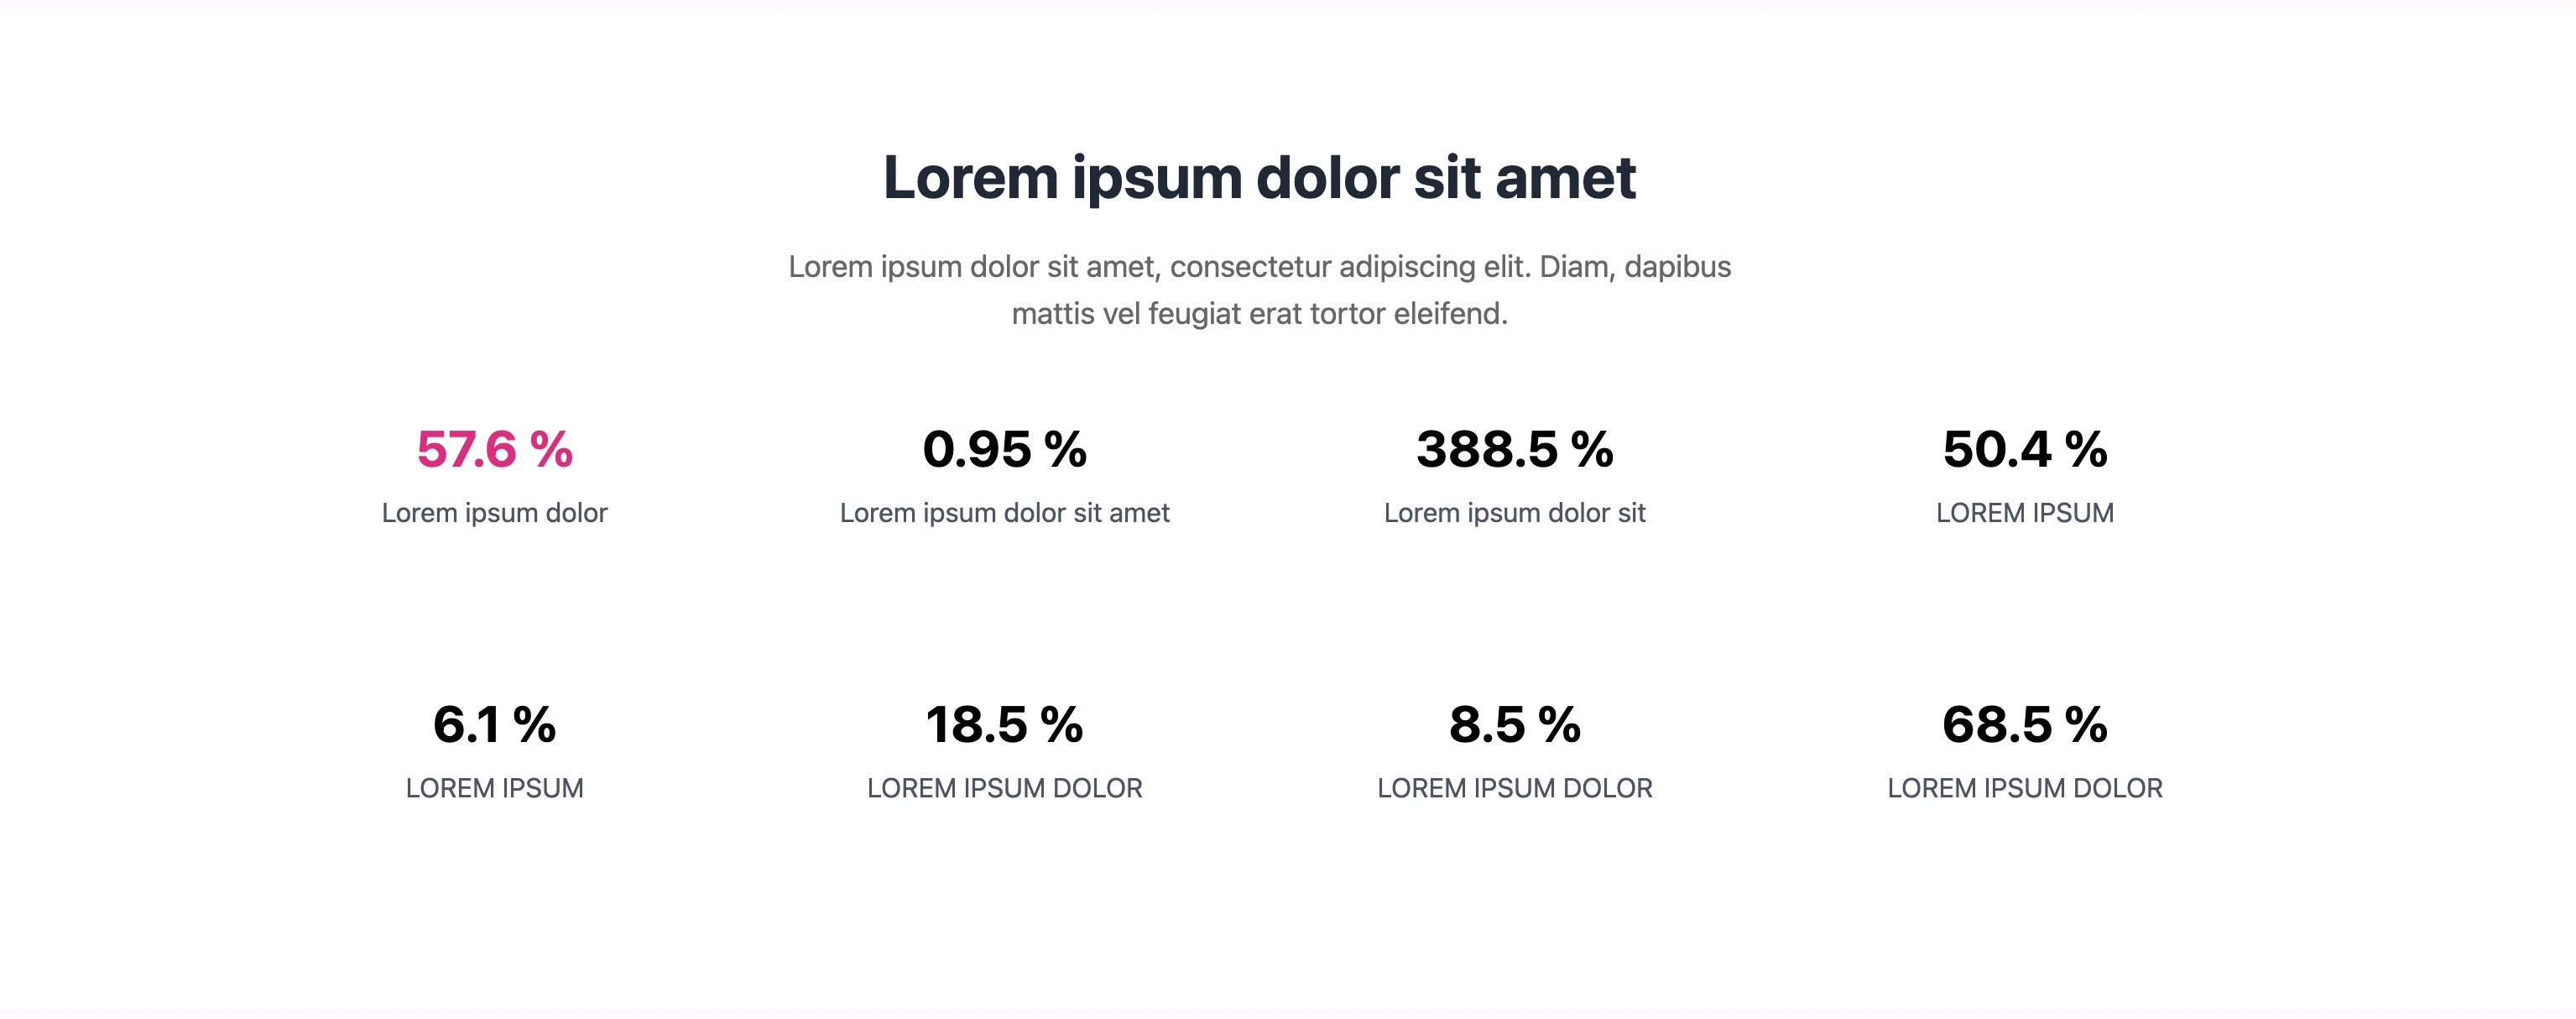 Lorem ipsum dolor sit amet
Lorem ipsum dolor sit amet, consectetur adipiscing elit. Diam, dapibus
mattis vel feugiat erat tortor eleifend.
57.6 %
Lorem ipsum dolor
0.95 %
Lorem ipsum dolor sit amet
388.5 %
Lorem ipsum dolor sit
50.4 %
LOREM IPSUM
6.1 %
LOREM IPSUM
18.5 %
LOREM IPSUM DOLOR
8.5 %
LOREM IPSUM DOLOR
68.5 %
LOREM IPSUM DOLOR